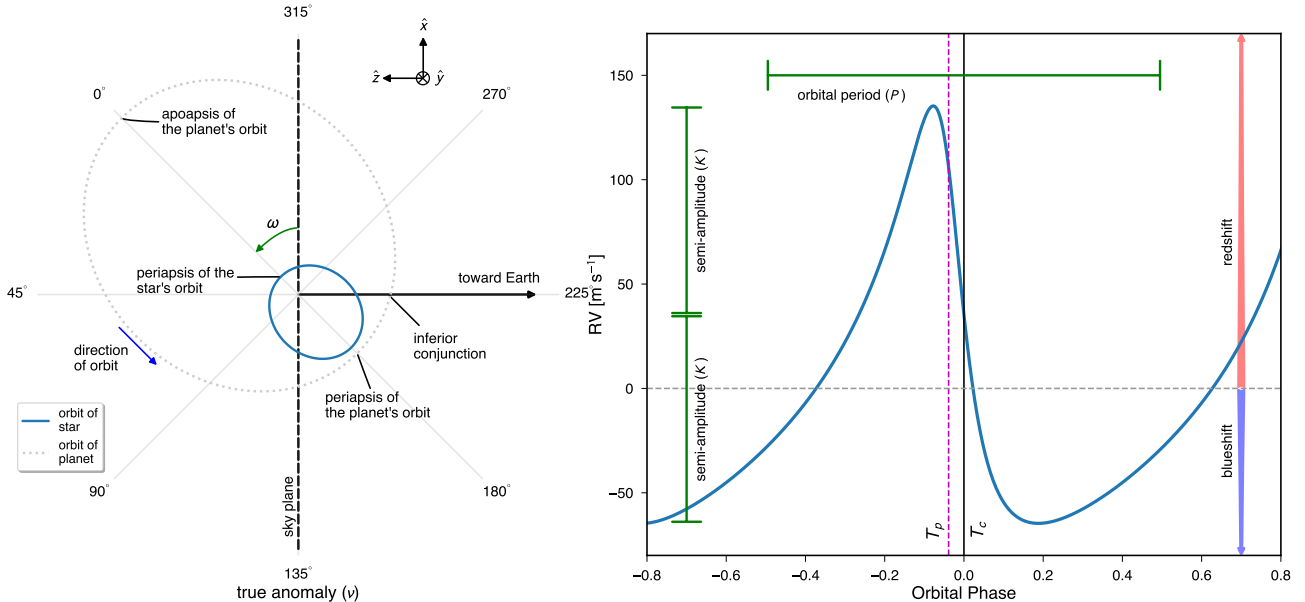 315°
x̂
ẑ
ŷ
0°
270°
apoapsis of
the planet's orbit
ω
periapsis of the
star's orbit
toward Earth
45°
225°
inferior
conjunction
direction
of orbit
periapsis of
the planet's orbit
orbit of
star
orbit of
planet
90°
180°
sky plane
135°
true anomaly (ν)
150
100
50
0
−50
RV [m s⁻¹]
orbital period (P)
semi-amplitude (K)
semi-amplitude (K)
redshift
blueshift
T_p
T_c
−0.8
−0.6
−0.4
−0.2
0.0
0.2
0.4
0.6
0.8
Orbital Phase